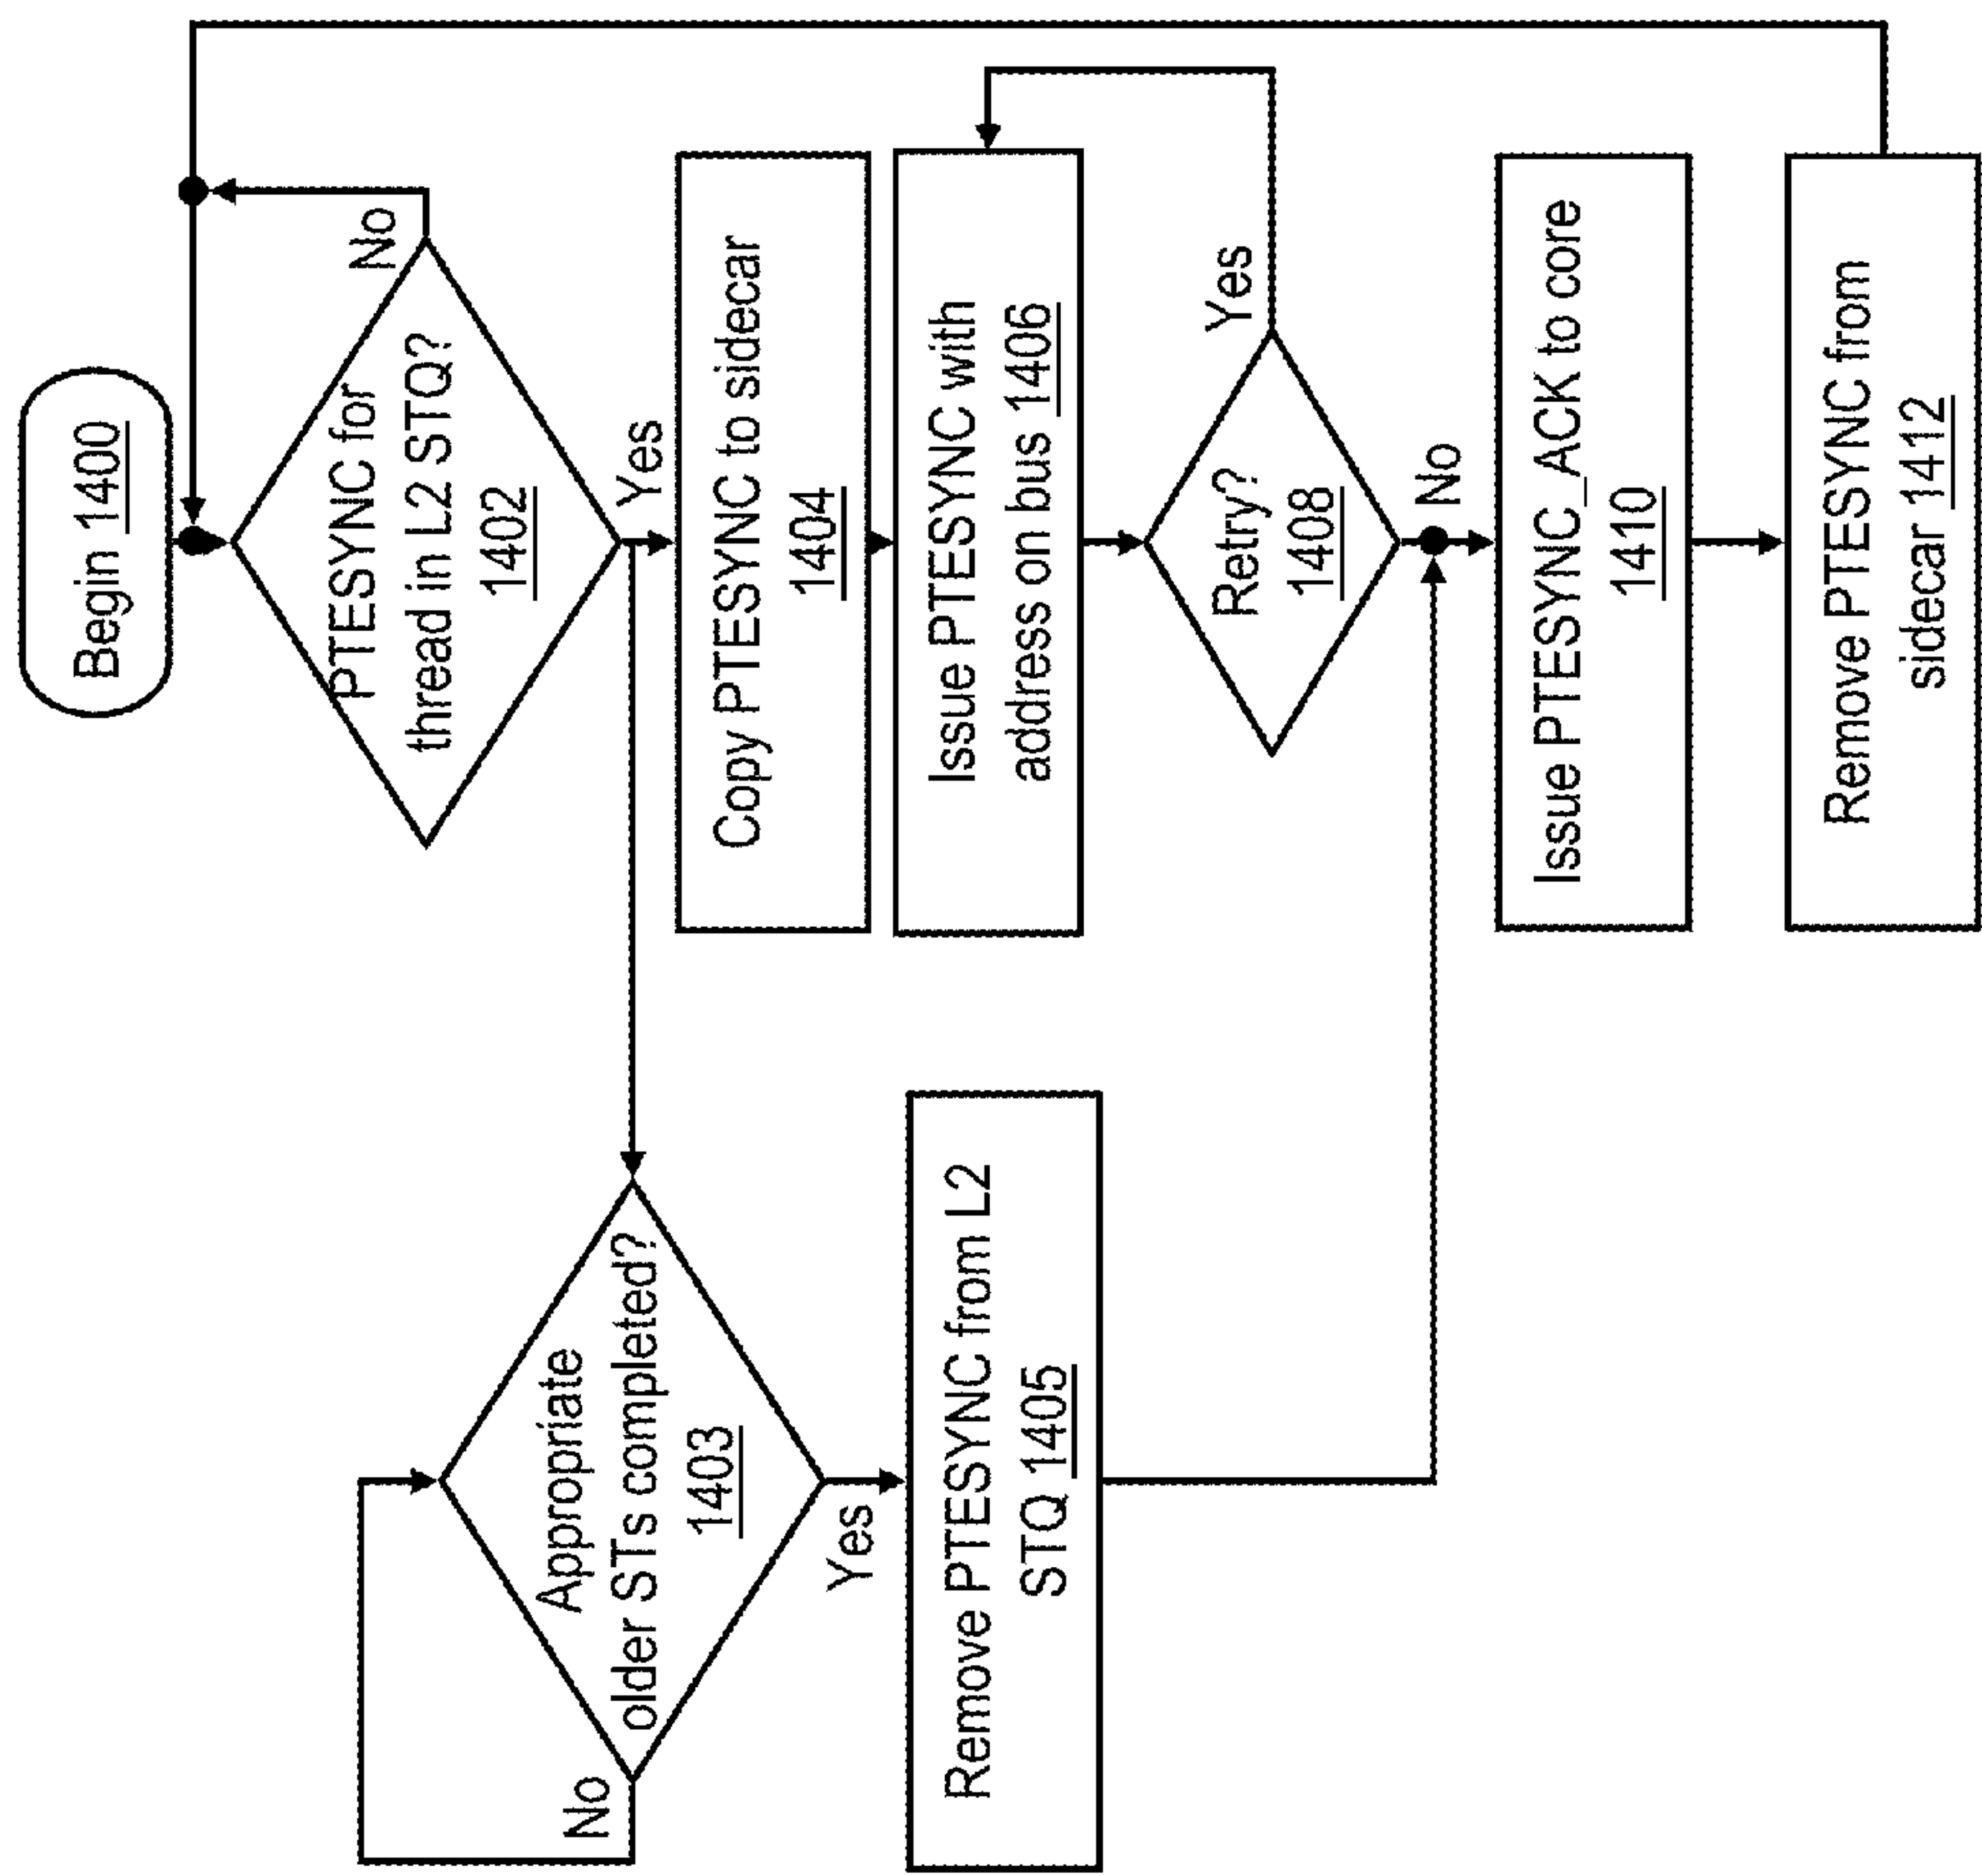 Begin 1400
PTESYNC for
thread in L2 STQ?
1402
No
Yes
Copy PTESYNC to sidecar
1404
Issue PTESYNC with
address on bus 1406
Retry?
1408
Yes
No
Issue PTESYNC_ACK to core
1410
Remove PTESYNC from
sidecar 1412
Appropriate
older STs completed?
1403
No
Yes
Remove PTESYNC from L2
STQ 1405